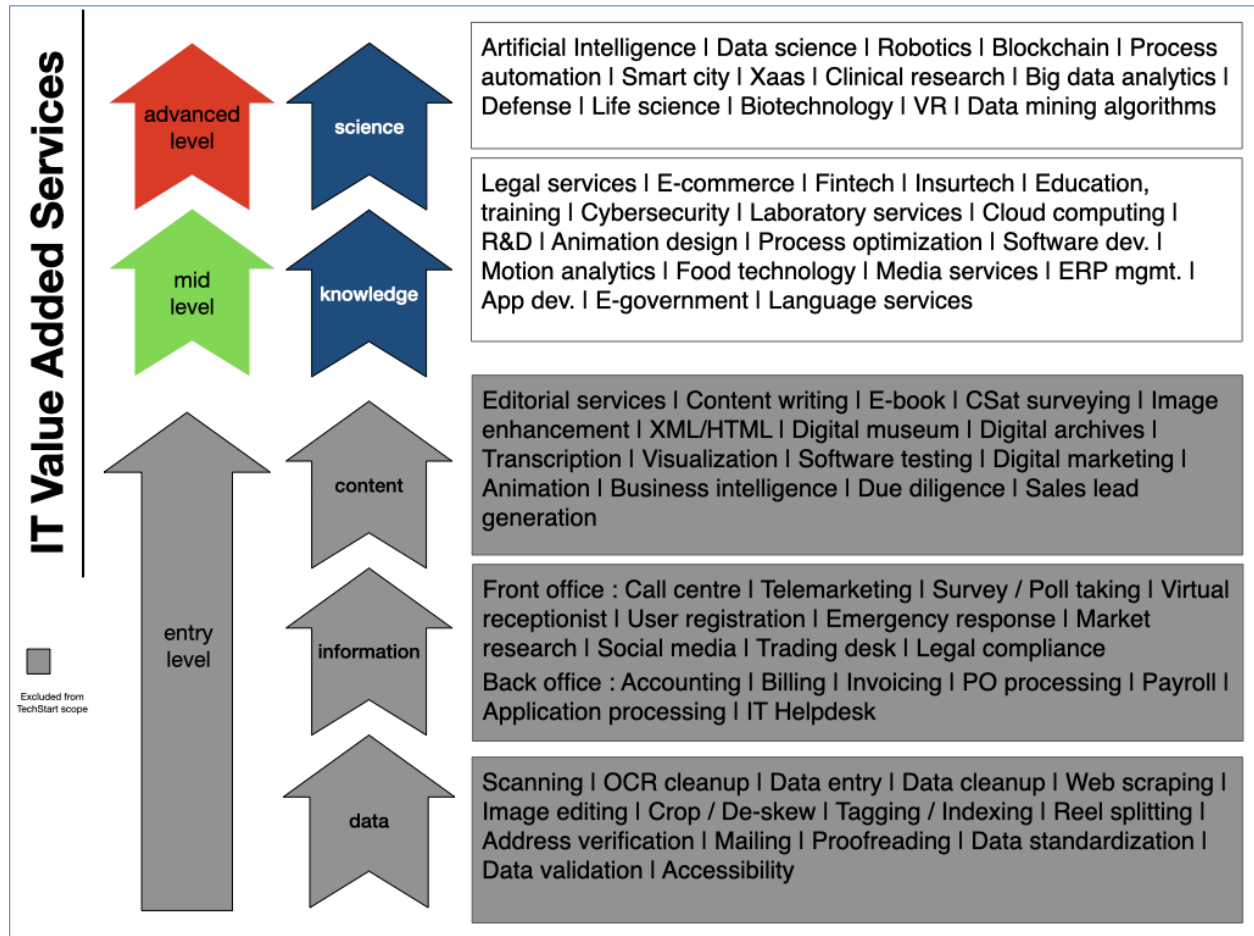 IT Value Added Services
advanced
level
science
Artificial Intelligence l Data science l Robotics l Blockchain l Process
automation l Smart city l Xaas l Clinical research l Big data analytics l
Defense l Life science l Biotechnology l VR l Data mining algorithms
mid
level
knowledge
Legal services l E-commerce l Fintech l Insurtech l Education,
training l Cybersecurity l Laboratory services l Cloud computing l
R&D l Animation design l Process optimization l Software dev. l
Motion analytics l Food technology l Media services l ERP mgmt. l
App dev. l E-government l Language services
entry
level
content
Editorial services l Content writing l E-book l CSat surveying l Image
enhancement l XML/HTML l Digital museum l Digital archives l
Transcription l Visualization l Software testing l Digital marketing l
Animation l Business intelligence l Due diligence l Sales lead
generation
information
Front office : Call centre l Telemarketing l Survey / Poll taking l Virtual
receptionist l User registration l Emergency response l Market
research l Social media l Trading desk l Legal compliance
Back office : Accounting l Billing l Invoicing l PO processing l Payroll l
Application processing l IT Helpdesk
data
Scanning l OCR cleanup l Data entry l Data cleanup l Web scraping l
Image editing l Crop / De-skew l Tagging / Indexing l Reel splitting l
Address verification l Mailing l Proofreading l Data standardization l
Data validation l Accessibility
Excluded from
TechStart scope